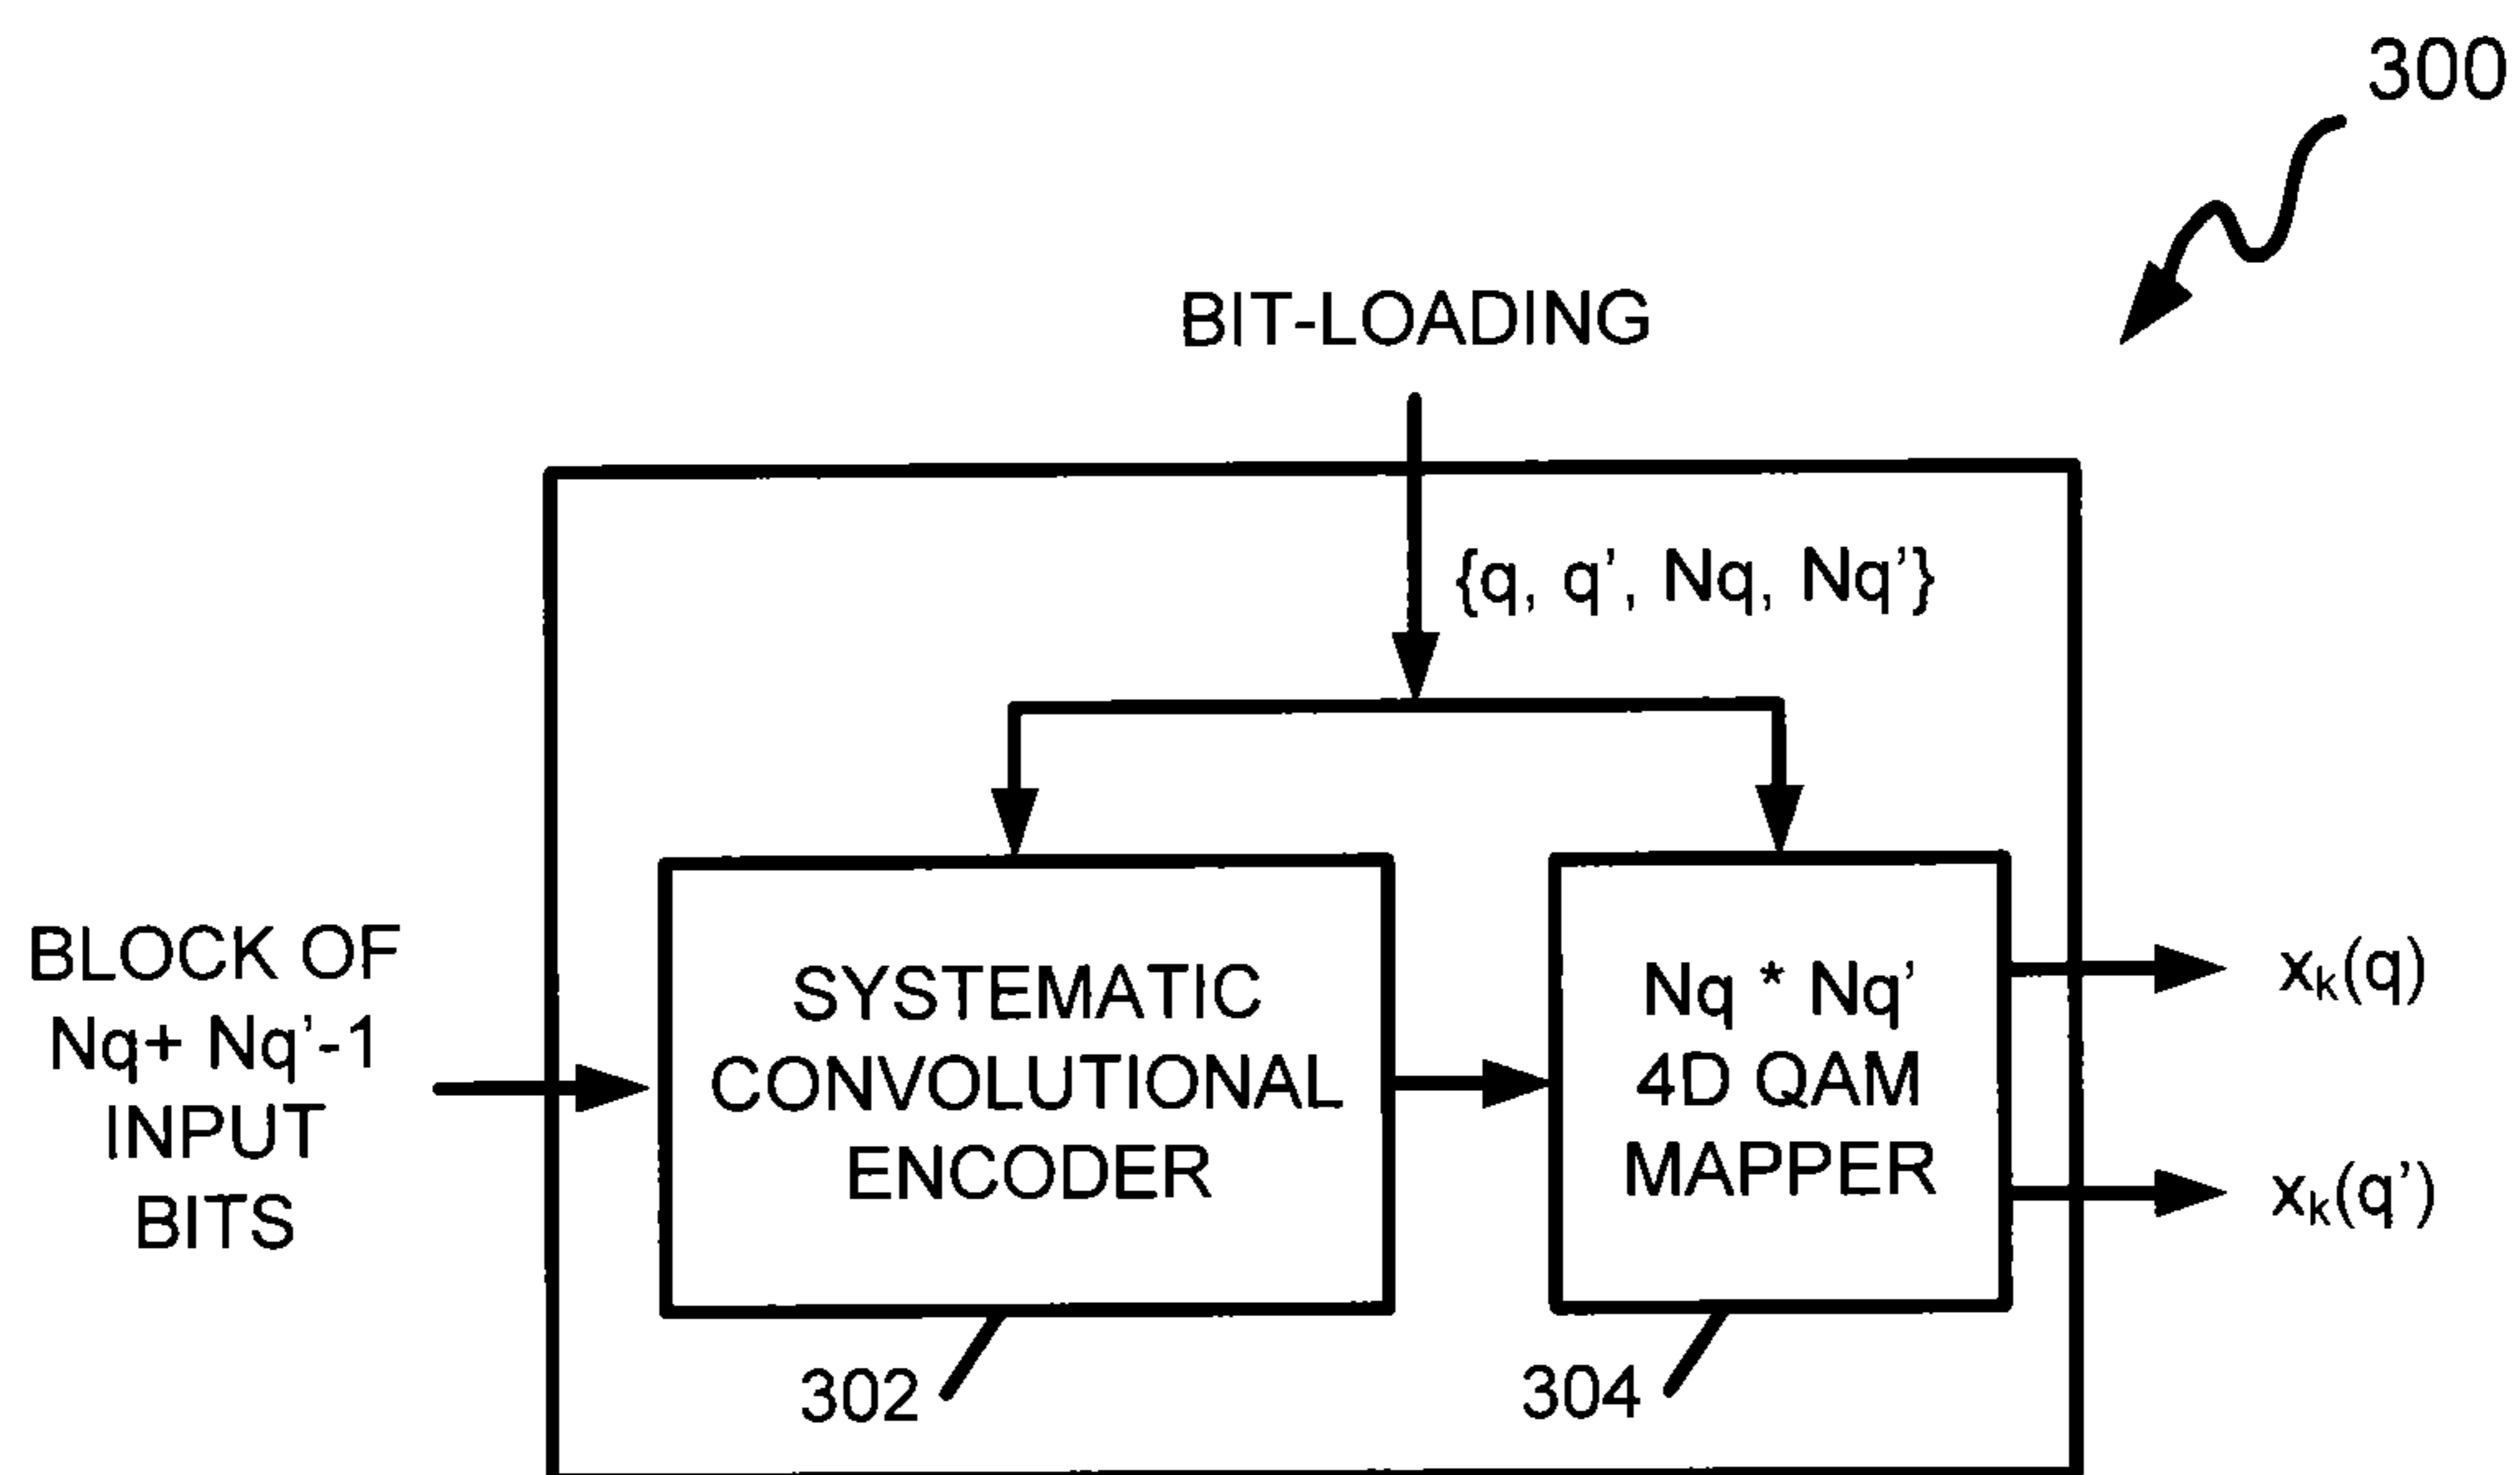 300
BIT-LOADING
{q, q’, Nq, Nq’}
BLOCK OF
Nq+ Nq’-1
INPUT
BITS
SYSTEMATIC
CONVOLUTIONAL
ENCODER
Nq * Nq’
4D QAM
MAPPER
xk(q)
xk(q’)
302
304